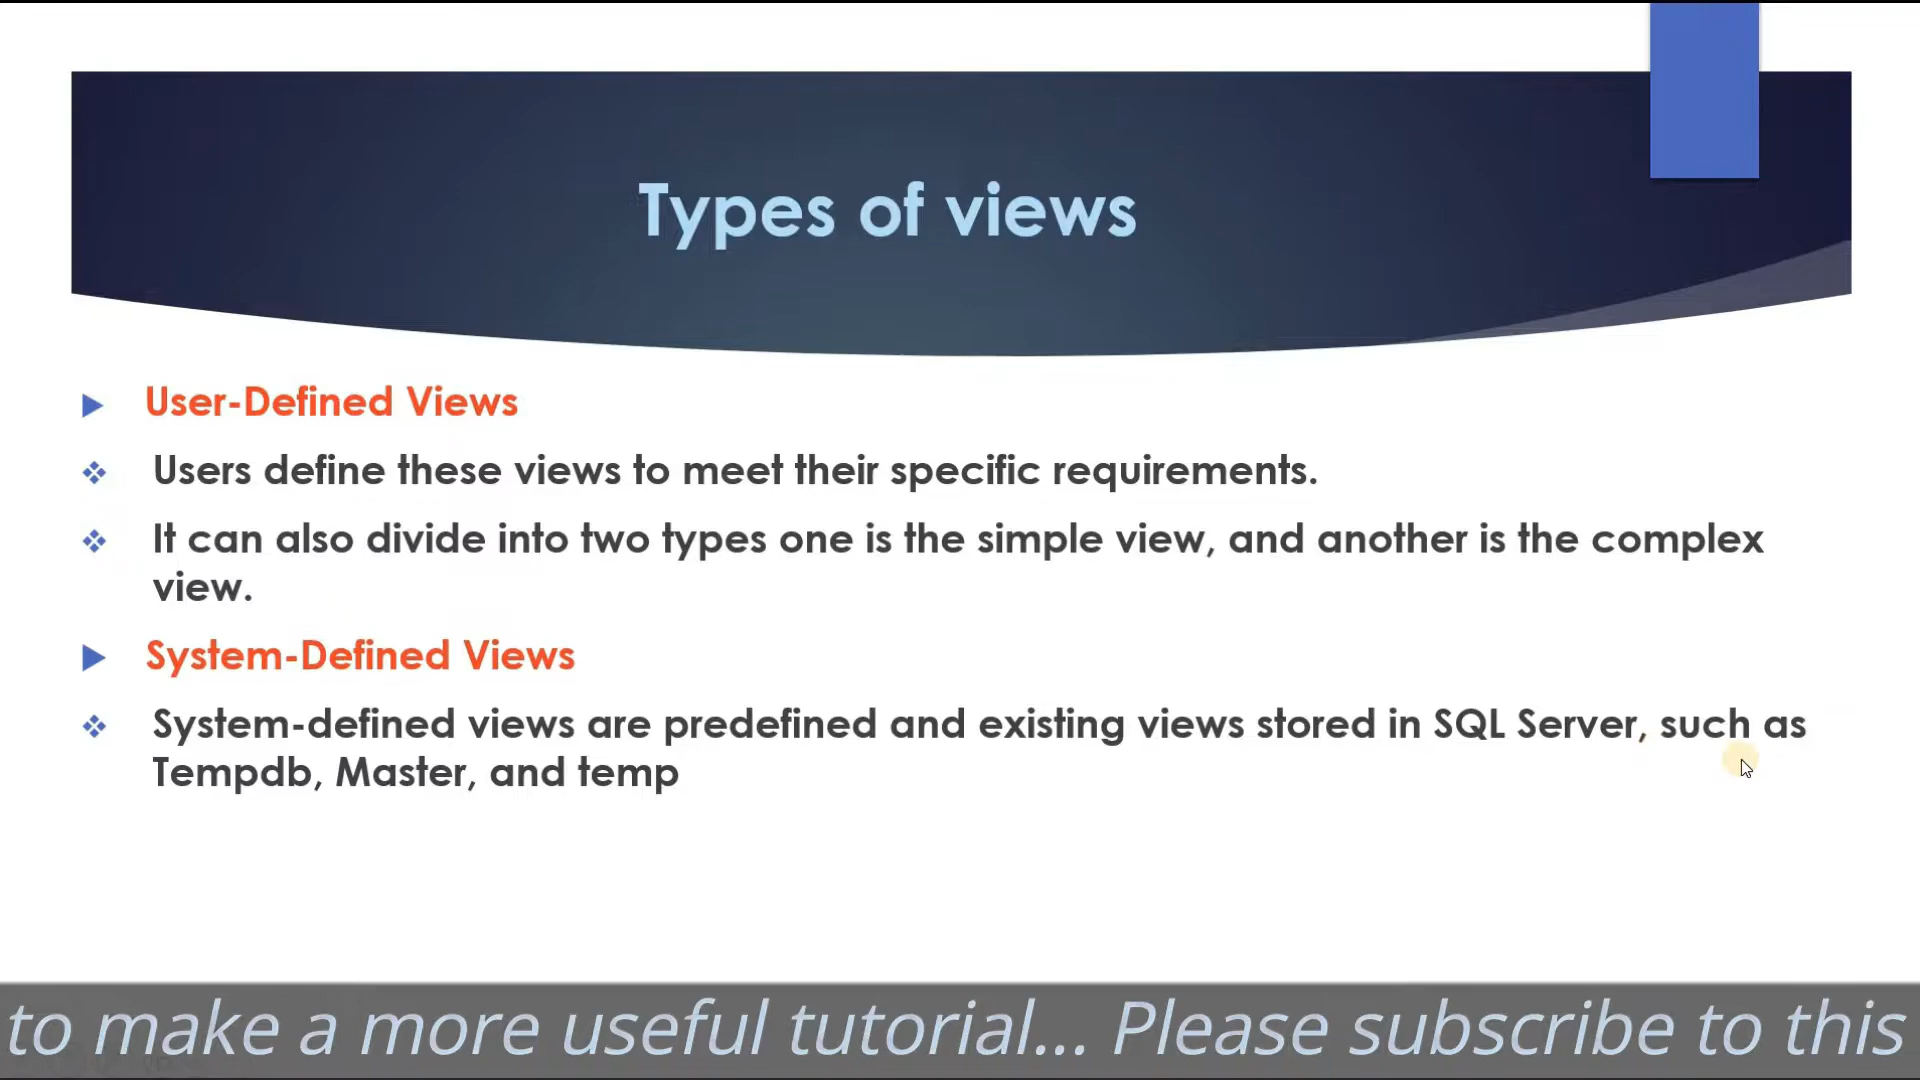 Types of views
User-Defined Views
Users define these views to meet their specific requirements.
It can also divide into two types one is the simple view, and another is the complex
view.
System-Defined Views
System-defined views are predefined and existing views stored in SQL Server, such as
Tempdb, Master, and temp
to make a more useful tutorial... Please subscribe to this